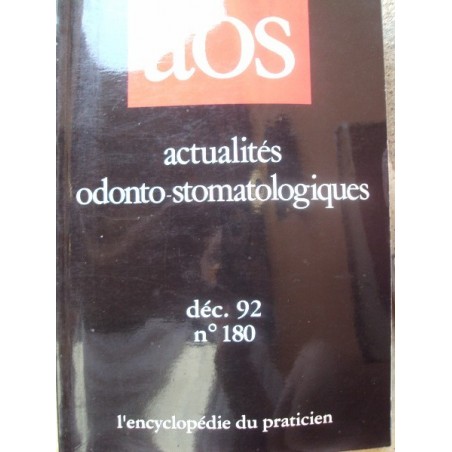 aos
actualités
odonto-stomatologiques
déc. 92
n° 180
l'encyclopédie du praticien